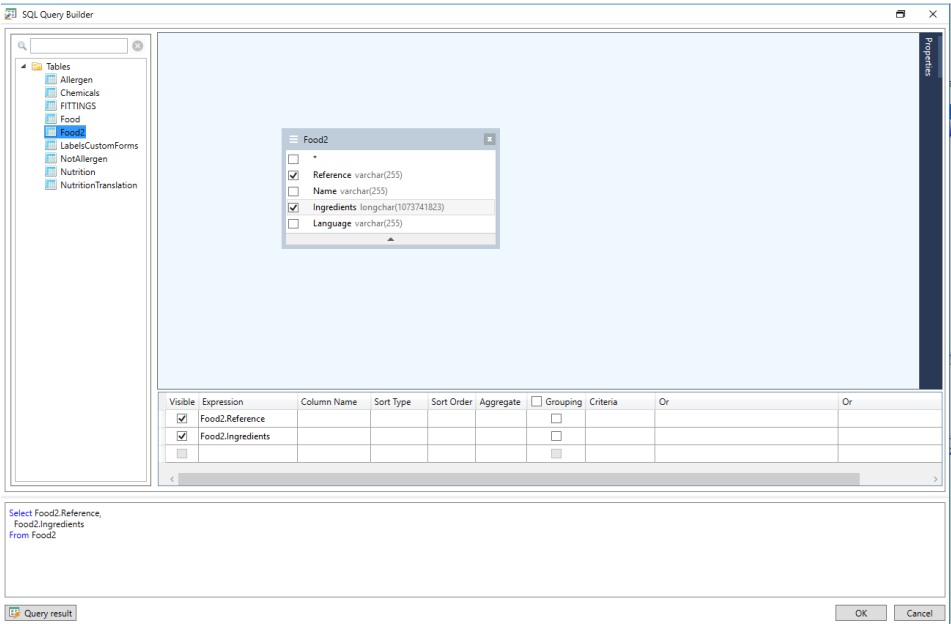 SQL Query Builder
Tables
Allergen
Chemicals
FITTINGS
Food
Food2
LabelsCustomForms
NotAllergen
Nutrition
NutritionTranslation
Properties
Food2
*
Reference varchar(255)
Name varchar(255)
Ingredients longchar(1073741823)
Language varchar(255)
Visible Expression Column Name Sort Type Sort Order Aggregate Grouping Criteria Or Or
Food2.Reference
Food2.Ingredients
Select Food2.Reference,
Food2.Ingredients
From Food2
Query result OK Cancel